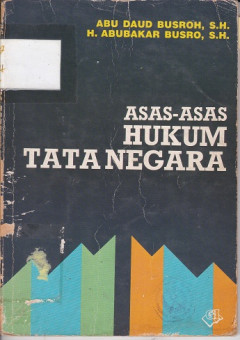 ABU DAUD BUSROH, S.H.
H. ABUBAKAR BUSRO, S.H.
ASAS-ASAS
HUKUM
TATA NEGARA